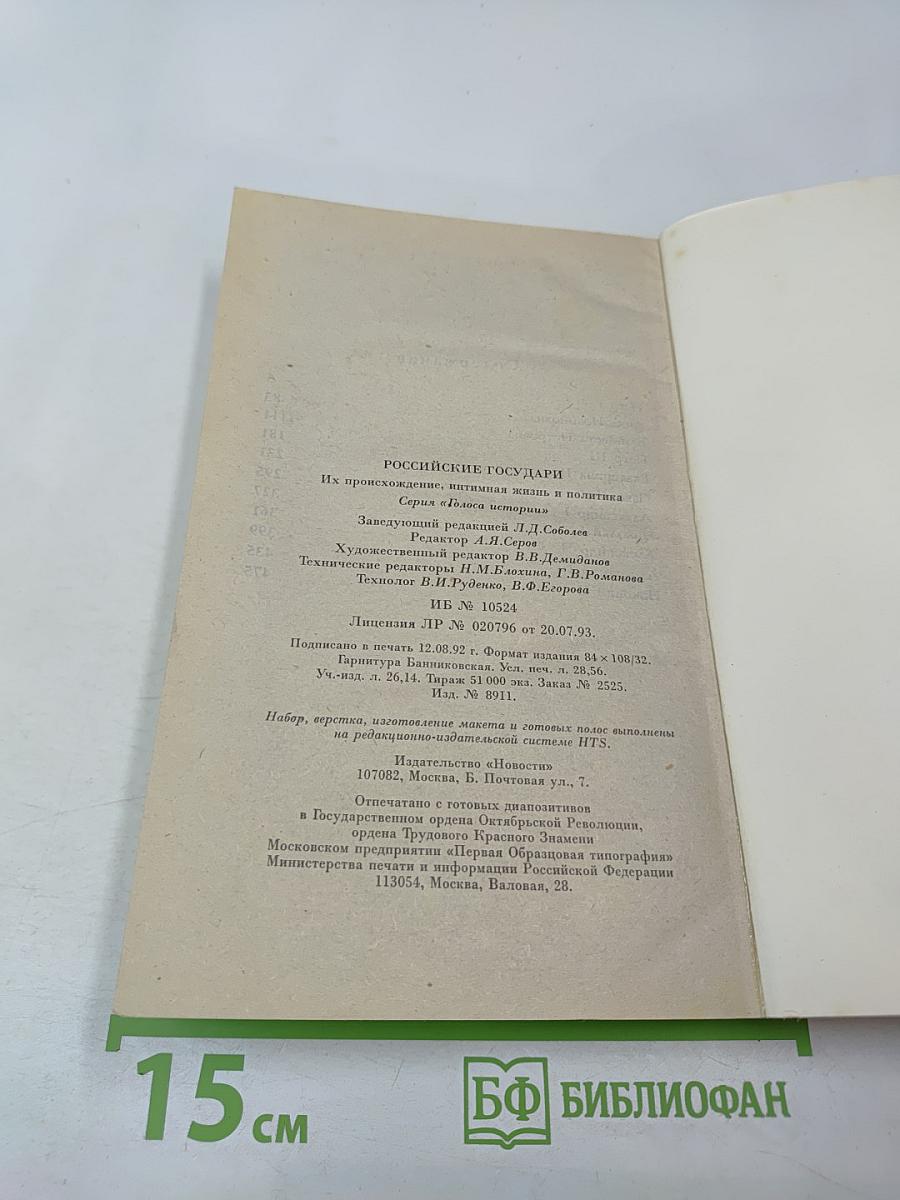 РОССИЙСКИЕ ГОСУДАРИ
Их происхождение, интимная жизнь и политика
Серия «Голоса истории»
Заведующий редакцией Л.Д.Соболев
Редактор А.Я.Серов
Художественный редактор В.В.Демиданов
Технические редакторы Н.М.Блохина, Г.В.Романова
Технолог В.И.Руденко, В.Ф.Егорова
ИБ № 10524
Лицензия ЛР № 020796 от 20.07.93.
Подписано в печать 12.08.92 г. Формат издания 84 × 108/32.
Гарнитура Банниковская. Усл. печ. л. 28,56.
Уч.-изд. л. 26,14. Тираж 51 000 экз. Заказ № 2525.
Изд. № 8911.
Набор, верстка, изготовление макета и готовых полос выполнены
на редакционно-издательской системе HTS.
Издательство «Новости»
107082, Москва, Б. Почтовая ул., 7.
Отпечатано с готовых диапозитивов
в Государственном ордена Октябрьской Революции,
ордена Трудового Красного Знамени
Московском предприятии «Первая Образцовая типография»
Министерства печати и информации Российской Федерации
113054, Москва, Валовая, 28.
15 см
БФ БИБЛИОФАН